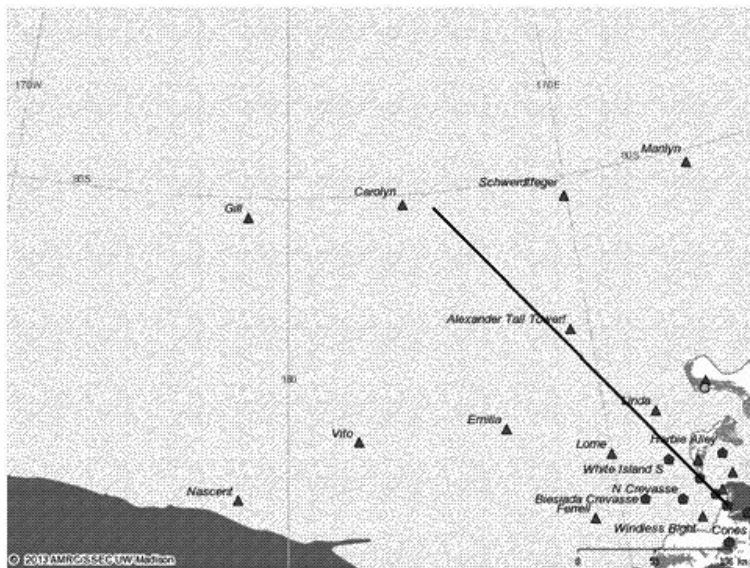 170W
170E
Marilyn
80S
80S
Schwerdtfeger
Carolyn
Gill
Alexander Tall Tower!
180
Linda
Emilia
Vito
Herbie Alley
Lorne
White Island S
N Crevasse
Nascent
Biesiada Crevasse
Ferrell
Windless Bight
Cones
© 2013 AMRC/SSEC UW-Madison
0